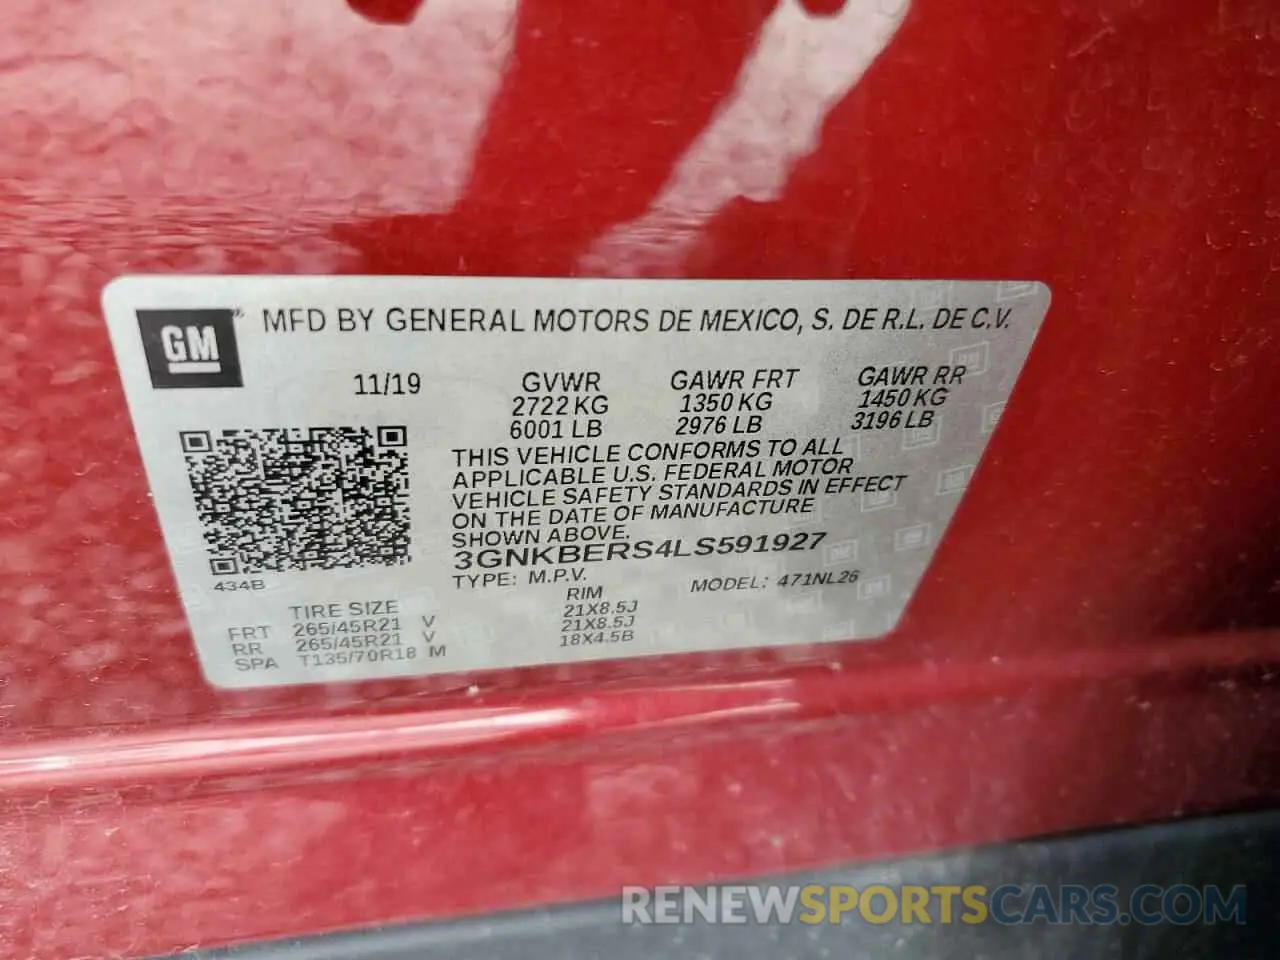 GM
MFD BY GENERAL MOTORS DE MEXICO, S. DE R.L. DE C.V.
11/19 GVWR GAWR FRT GAWR RR
2722 KG 1350 KG 1450 KG
6001 LB 2976 LB 3196 LB
THIS VEHICLE CONFORMS TO ALL
APPLICABLE U.S. FEDERAL MOTOR
VEHICLE SAFETY STANDARDS IN EFFECT
ON THE DATE OF MANUFACTURE
SHOWN ABOVE.
3GNKBERS4LS591927
434B
TYPE: M.P.V. MODEL: 471NL26
TIRE SIZE RIM
FRT 265/45R21 V 21X8.5J
RR 265/45R21 V 21X8.5J
SPA T135/70R18 M 18X4.5B
RENEWSPORTSCARS.COM